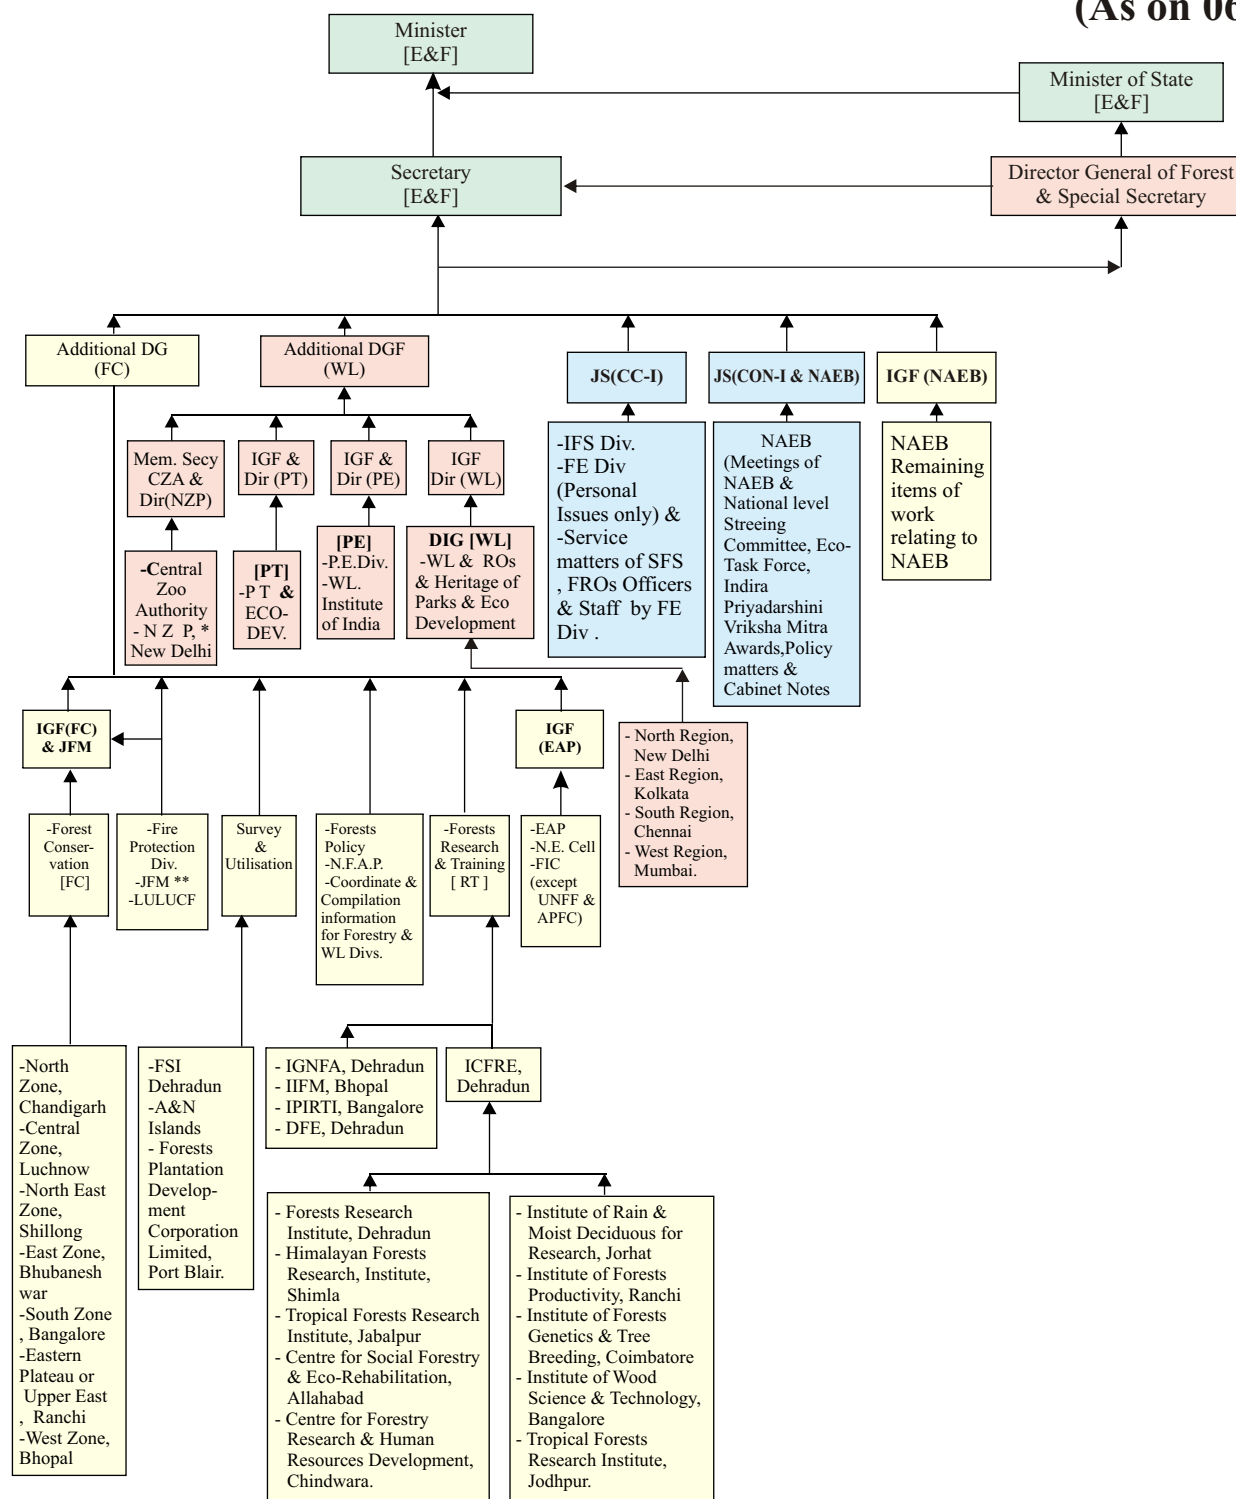 (As on 06
Minister
[E&F]
Minister of State
[E&F]
Secretary
[E&F]
Director General of Forest
& Special Secretary
Additional DG
(FC)
Additional DGF
(WL)
JS(CC-I)
JS(CON-I & NAEB)
IGF (NAEB)
Mem. Secy
CZA &
Dir(NZP)
IGF &
Dir (PT)
IGF &
Dir (PE)
IGF
Dir (WL)
-IFS Div.
-FE Div
(Personal
Issues only) &
-Service
matters of SFS
, FROs Officers
& Staff by FE
Div .
NAEB
(Meetings of
NAEB &
National level
Streeing
Committee, Eco-
Task Force,
Indira
Priyadarshini
Vriksha Mitra
Awards,Policy
matters &
Cabinet Notes
NAEB
Remaining
items of
work
relating to
NAEB
-Central
Zoo
Authority
- N Z P, *
New Delhi
[PT]
-P T &
ECO-
DEV.
[PE]
-P.E.Div.
-WL.
Institute
of India
DIG [WL]
-WL & ROs
& Heritage of
Parks & Eco
Development
IGF(FC)
& JFM
IGF
(EAP)
- North Region,
New Delhi
- East Region,
Kolkata
- South Region,
Chennai
- West Region,
Mumbai.
-Forest
Conser-
vation
[FC]
-Fire
Protection
Div.
-JFM **
-LULUCF
Survey
&
Utilisation
-Forests
Policy
-N.F.A.P.
-Coordinate &
Compilation
information
for Forestry &
WL Divs.
-Forests
Research
& Training
[ RT ]
-EAP
-N.E. Cell
-FIC
(except
UNFF &
APFC)
-North
Zone,
Chandigarh
-Central
Zone,
Luchnow
-North East
Zone,
Shillong
-East Zone,
Bhubanesh
war
-South Zone
, Bangalore
-Eastern
Plateau or
Upper East
, Ranchi
-West Zone,
Bhopal
-FSI
Dehradun
-A&N
Islands
- Forests
Plantation
Develop-
ment
Corporation
Limited,
Port Blair.
- IGNFA, Dehradun
- IIFM, Bhopal
- IPIRTI, Bangalore
- DFE, Dehradun
ICFRE,
Dehradun
- Forests Research
Institute, Dehradun
- Himalayan Forests
Research, Institute,
Shimla
- Tropical Forests Research
Institute, Jabalpur
- Centre for Social Forestry
& Eco-Rehabilitation,
Allahabad
- Centre for Forestry
Research & Human
Resources Development,
Chindwara.
- Institute of Rain &
Moist Deciduous for
Research, Jorhat
- Institute of Forests
Productivity, Ranchi
- Institute of Forests
Genetics & Tree
Breeding, Coimbatore
- Institute of Wood
Science & Technology,
Bangalore
- Tropical Forests
Research Institute,
Jodhpur.